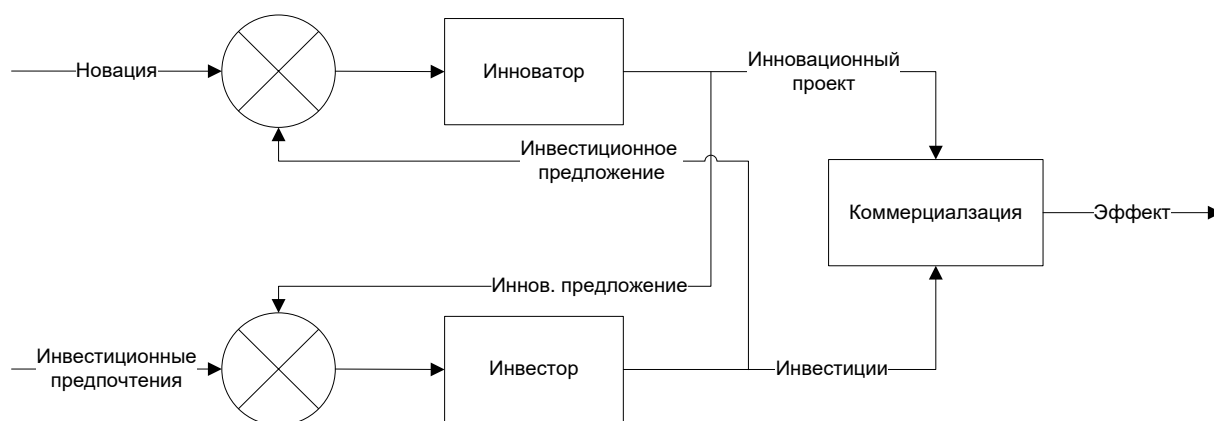 Новация
Инноватор
Инновационный
проект
Инвестиционное
предложение
Коммерциалзация
Эффект
Иннов. предложение
Инвестиционные
предпочтения
Инвестор
Инвестиции